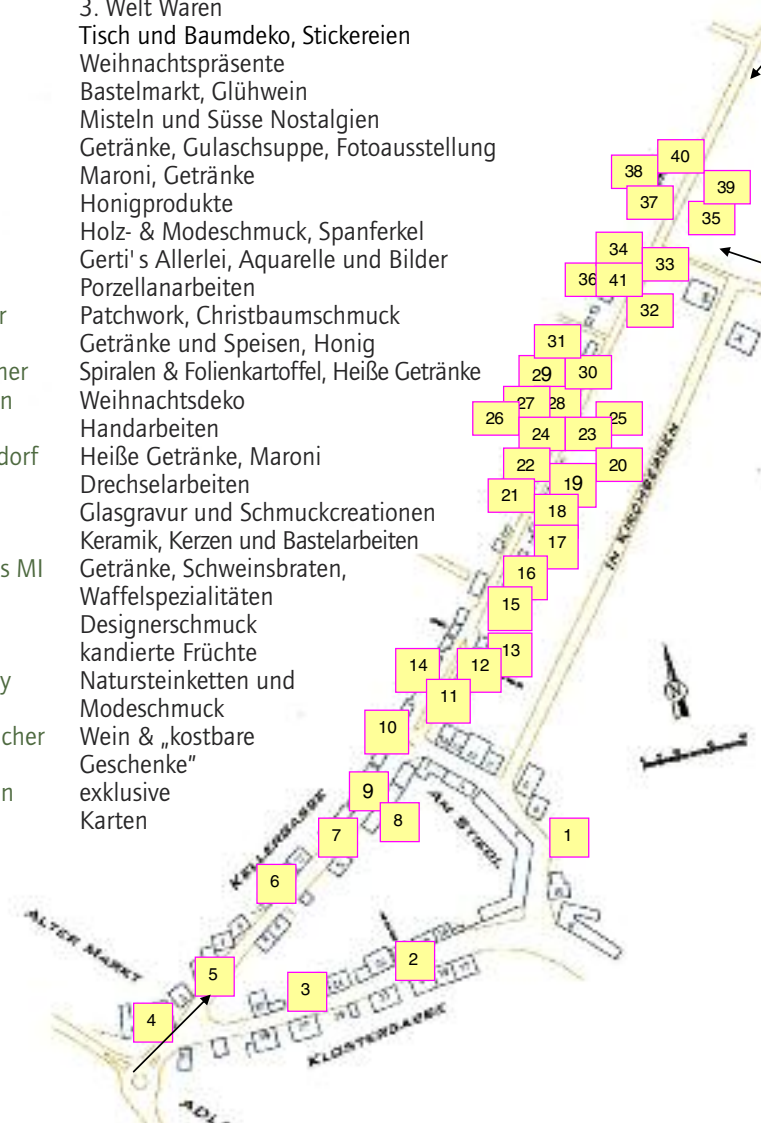 3. Welt Waren
Tisch und Baumdeko, Stickereien
Weihnachtspräsente
Bastelmarkt, Glühwein
Misteln und Süsse Nostalgien
Getränke, Gulaschsuppe, Fotoausstellung
Maroni, Getränke
Honigprodukte
Holz- & Modeschmuck, Spanferkel
Gerti's Allerlei, Aquarelle und Bilder
Porzellanarbeiten
r Patchwork, Christbaumschmuck
Getränke und Speisen, Honig
ner Spiralen & Folienkartoffel, Heiße Getränke
n Weihnachtsdeko
Handarbeiten
dorf Heiße Getränke, Maroni
Drechselarbeiten
Glasgravur und Schmuckcreationen
Keramik, Kerzen und Bastelarbeiten
s MI Getränke, Schweinsbraten,
Waffelspezialitäten
Designerschmuck
kandierte Früchte
y Natursteinketten und
Modeschmuck
cher Wein & „kostbare
Geschenke”
n exklusive
Karten
40
38
39
37
35
34
33
36
41
32
31
29
30
27
28
26
25
24
23
22
20
21
19
18
17
16
15
13
14
12
11
10
9
8
7
1
6
5
2
3
4
IN KIRCHBERGEN
N
AM STIEGL
KELLERGASSE
ALTER MARKT
KLOSTERGASSE